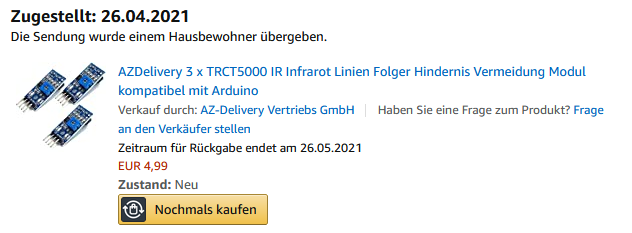 Zugestellt: 26.04.2021
Die Sendung wurde einem Hausbewohner übergeben.
AZDelivery 3 x TRCT5000 IR Infrarot Linien Folger Hindernis Vermeidung Modul
kompatibel mit Arduino
Verkauf durch: AZ-Delivery Vertriebs GmbH | Haben Sie eine Frage zum Produkt? Frage
an den Verkäufer stellen
Zeitraum für Rückgabe endet am 26.05.2021
EUR 4,99
Zustand: Neu
Nochmals kaufen